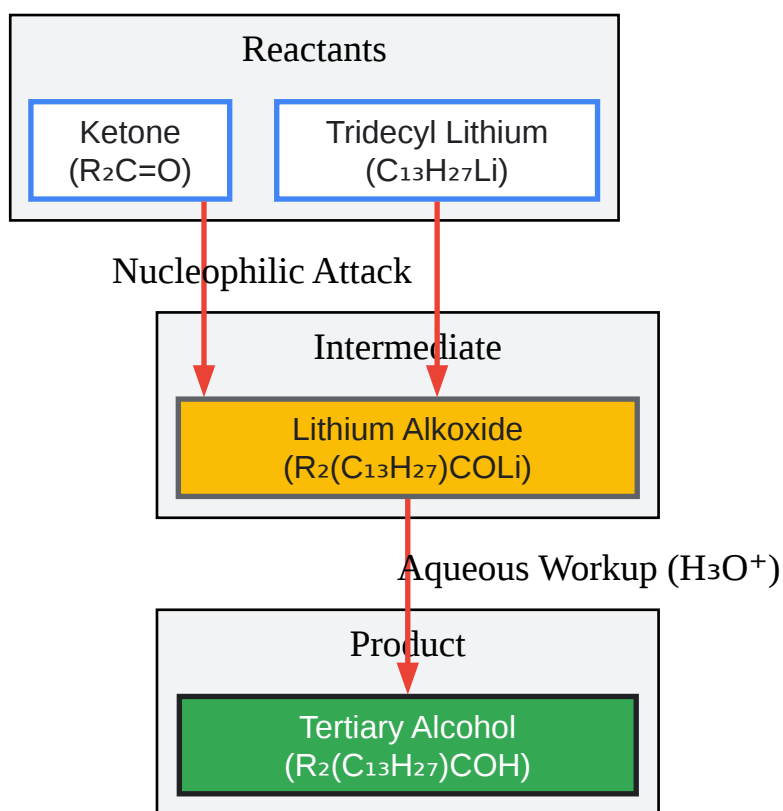 Reactants
Ketone
(R₂C=O)
Tridecyl Lithium
(C₁₃H₂₇Li)
Nucleophilic Attack
Intermediate
Lithium Alkoxide
(R₂(C₁₃H₂₇)COLi)
Aqueous Workup (H₃O⁺)
Product
Tertiary Alcohol
(R₂(C₁₃H₂₇)COH)